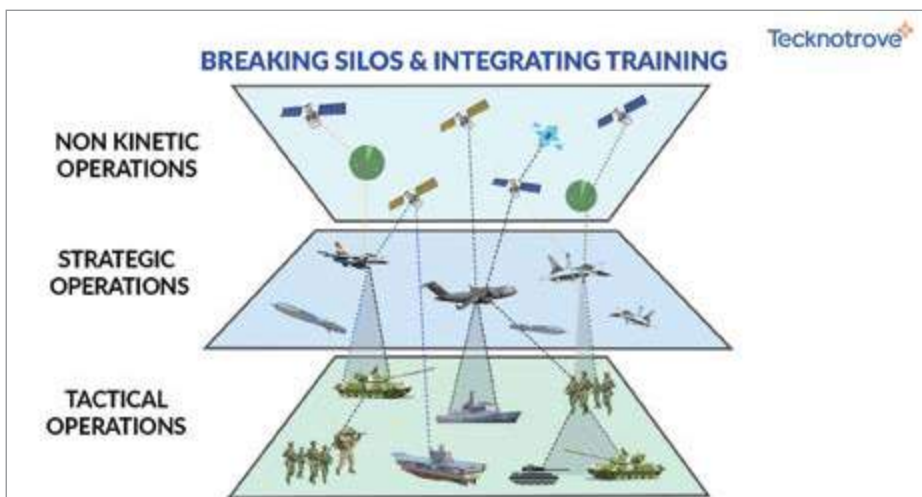 Tecknotrove
BREAKING SILOS & INTEGRATING TRAINING
NON KINETIC
OPERATIONS
STRATEGIC
OPERATIONS
TACTICAL
OPERATIONS